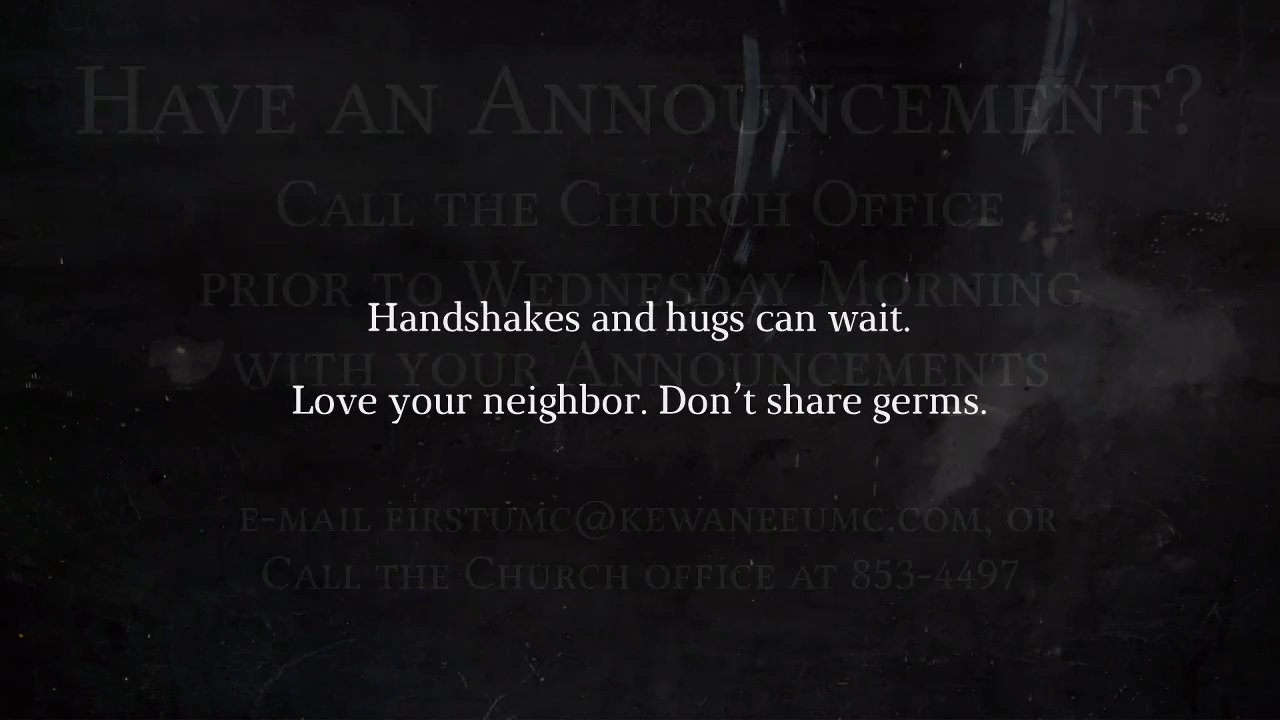 Have an Announcement?
Call the Church Office
prior to Wednesday Morning
Handshakes and hugs can wait.
with your Announcements
Love your neighbor. Don’t share germs.
e-mail firstumc@kewaneeumc.com, or
Call the Church office at 853-4497